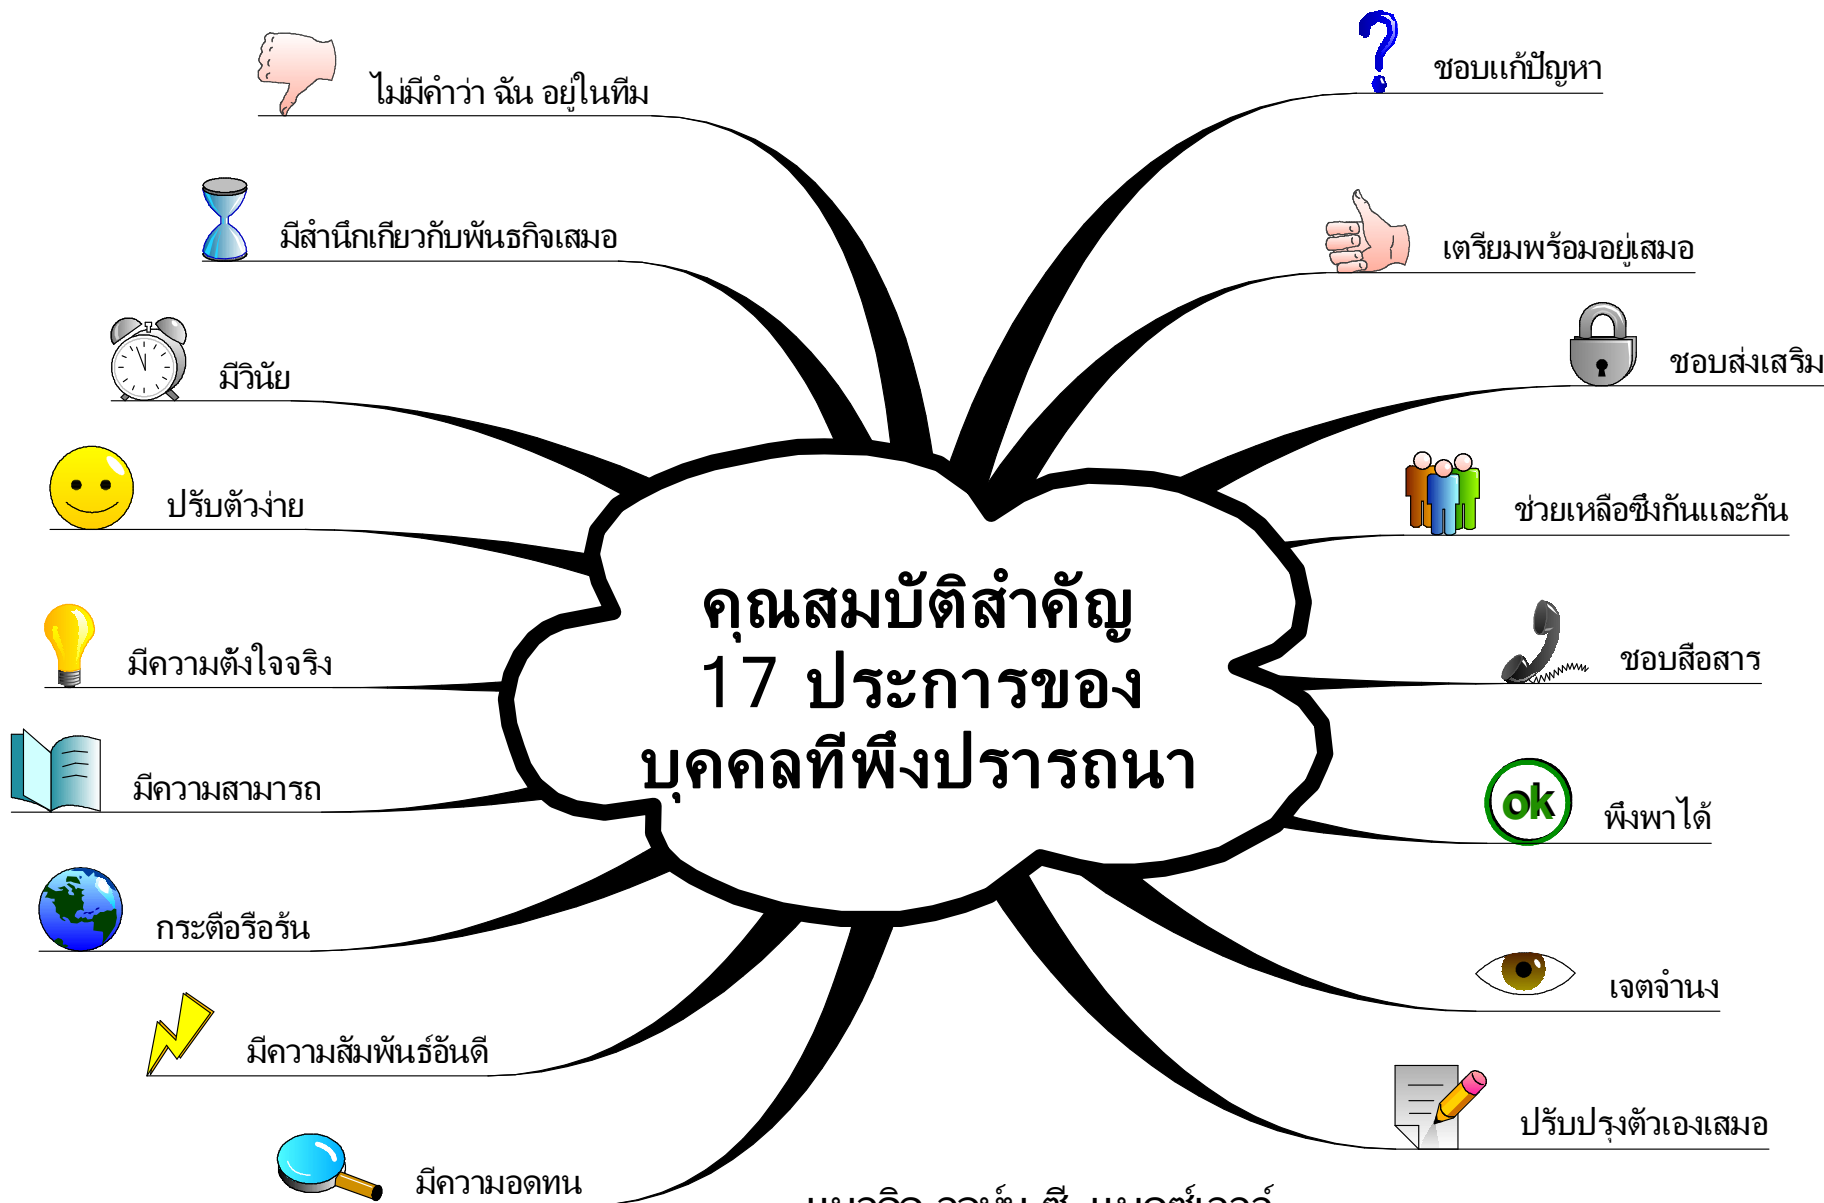 ไม่มีคำว่า ฉัน อยู่ในทีม
ชอบแก้ปัญหา
มีสำนึกเกียวกับพันธกิจเสมอ
เตรียมพร้อมอยู่เสมอ
มีวินัย
ชอบส่งเสริม
ปรับตัวง่าย
ช่วยเหลือซึงกันและกัน
คุณสมบัติสำคัญ
17 ประการของ
บุคคลทีพึงปรารถนา
มีความตังใจจริง
ชอบสือสาร
มีความสามารถ
พึงพาได้
กระตือรือร้น
เจตจำนง
มีความสัมพันธ์อันดี
ปรับปรุงตัวเองเสมอ
มีความอดทน
แนวคิด จอห์น ซี